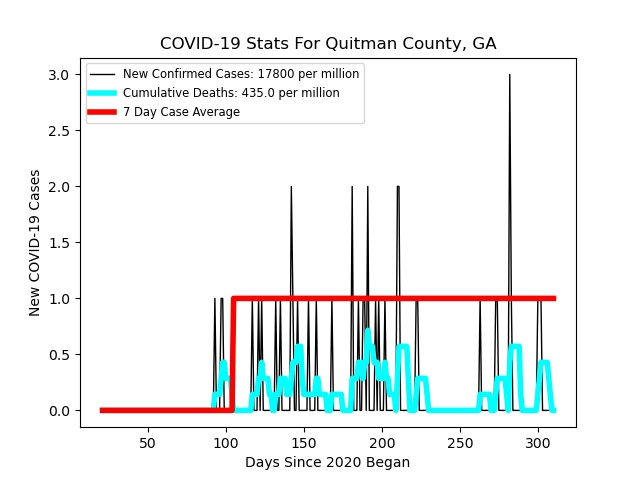 COVID-19 Stats For Quitman County, GA
New Confirmed Cases: 17800 per million
Cumulative Deaths: 435.0 per million
7 Day Case Average
New COVID-19 Cases
3.0
2.5
2.0
1.5
1.0
0.5
0.0
50 100 150 200 250 300
Days Since 2020 Began